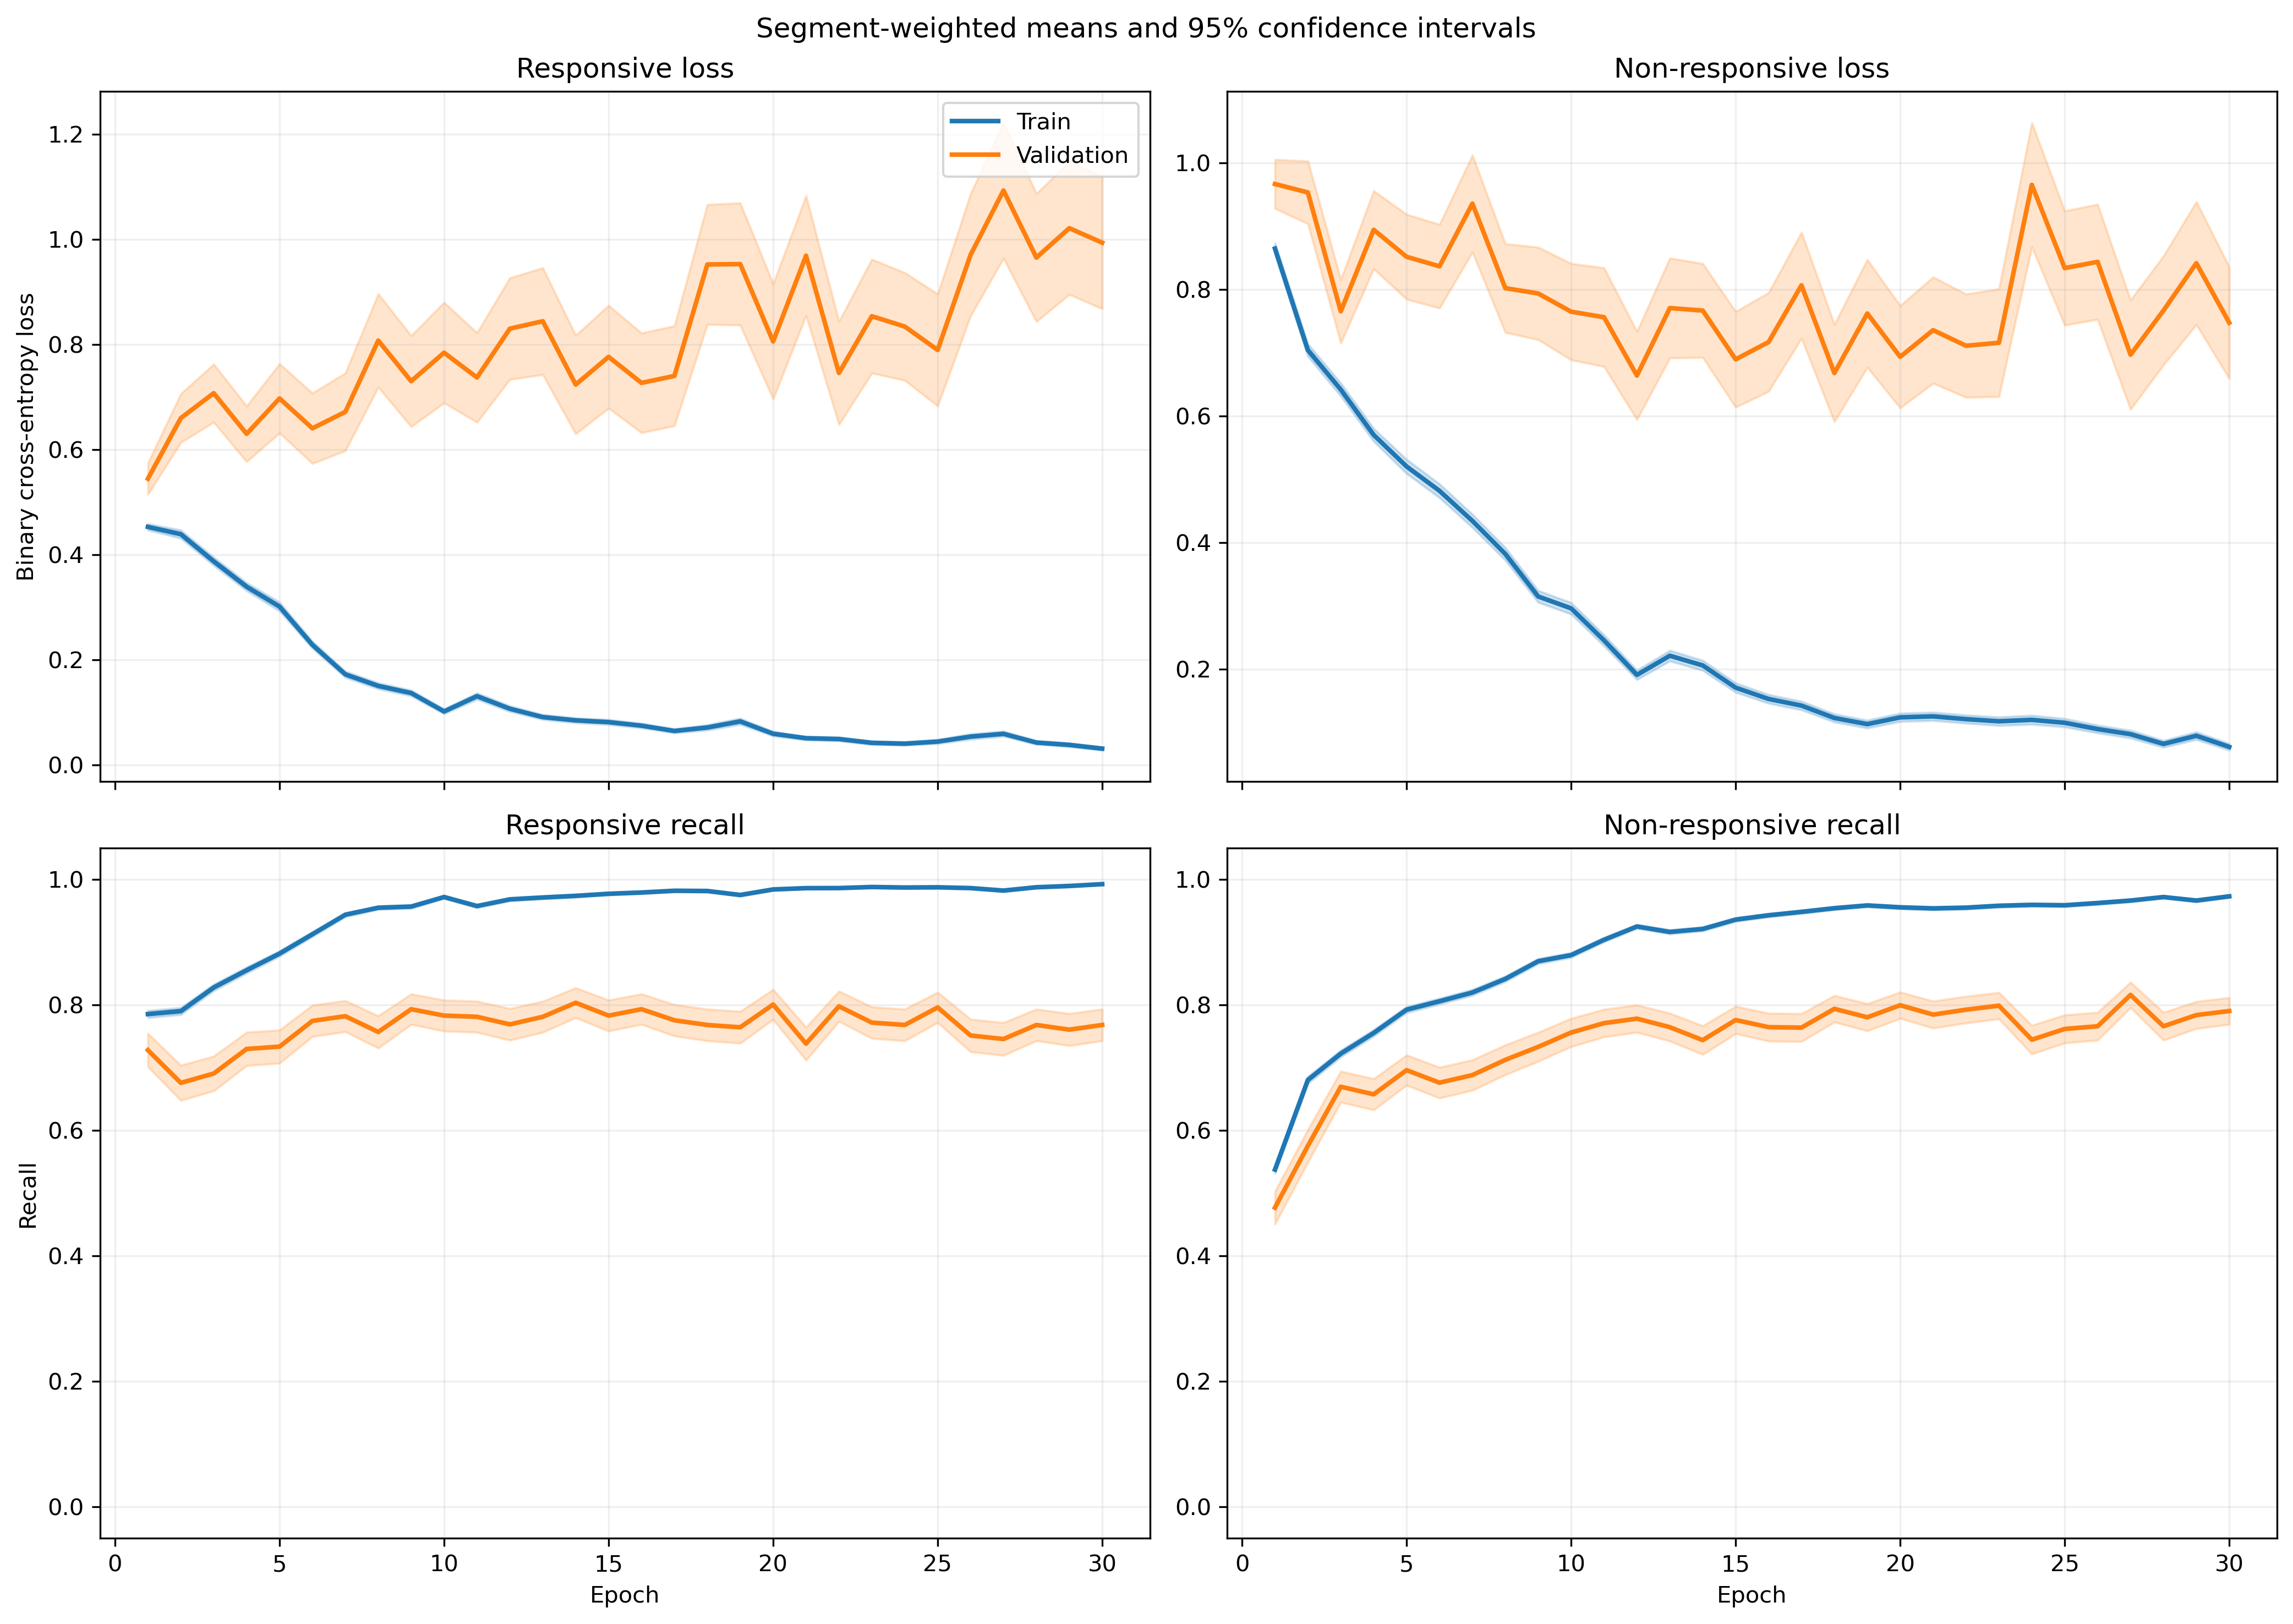 Segment-weighted means and 95% confidence intervals
Responsive loss
Non-responsive loss
Binary cross-entropy loss
1.2
1.0
0.8
0.6
0.4
0.2
0.0
Train
Validation
1.0
0.8
0.6
0.4
0.2
Responsive recall
Non-responsive recall
Recall
1.0
0.8
0.6
0.4
0.2
0.0
0 5 10 15 20 25 30
Epoch
1.0
0.8
0.6
0.4
0.2
0.0
0 5 10 15 20 25 30
Epoch